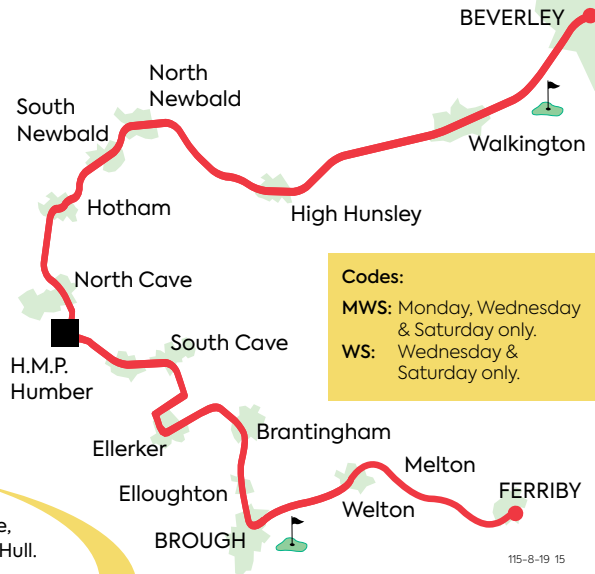 BEVERLEY
North
Newbald
South
Newbald
Walkington
Hotham
High Hunsley
North Cave
Codes:
MWS: Monday, Wednesday
& Saturday only.
WS: Wednesday &
Saturday only.
South Cave
H.M.P.
Humber
Brantingham
Ellerker
Melton
Elloughton
FERRIBY
Welton
BROUGH
e,
Hull.
115-8-19 15